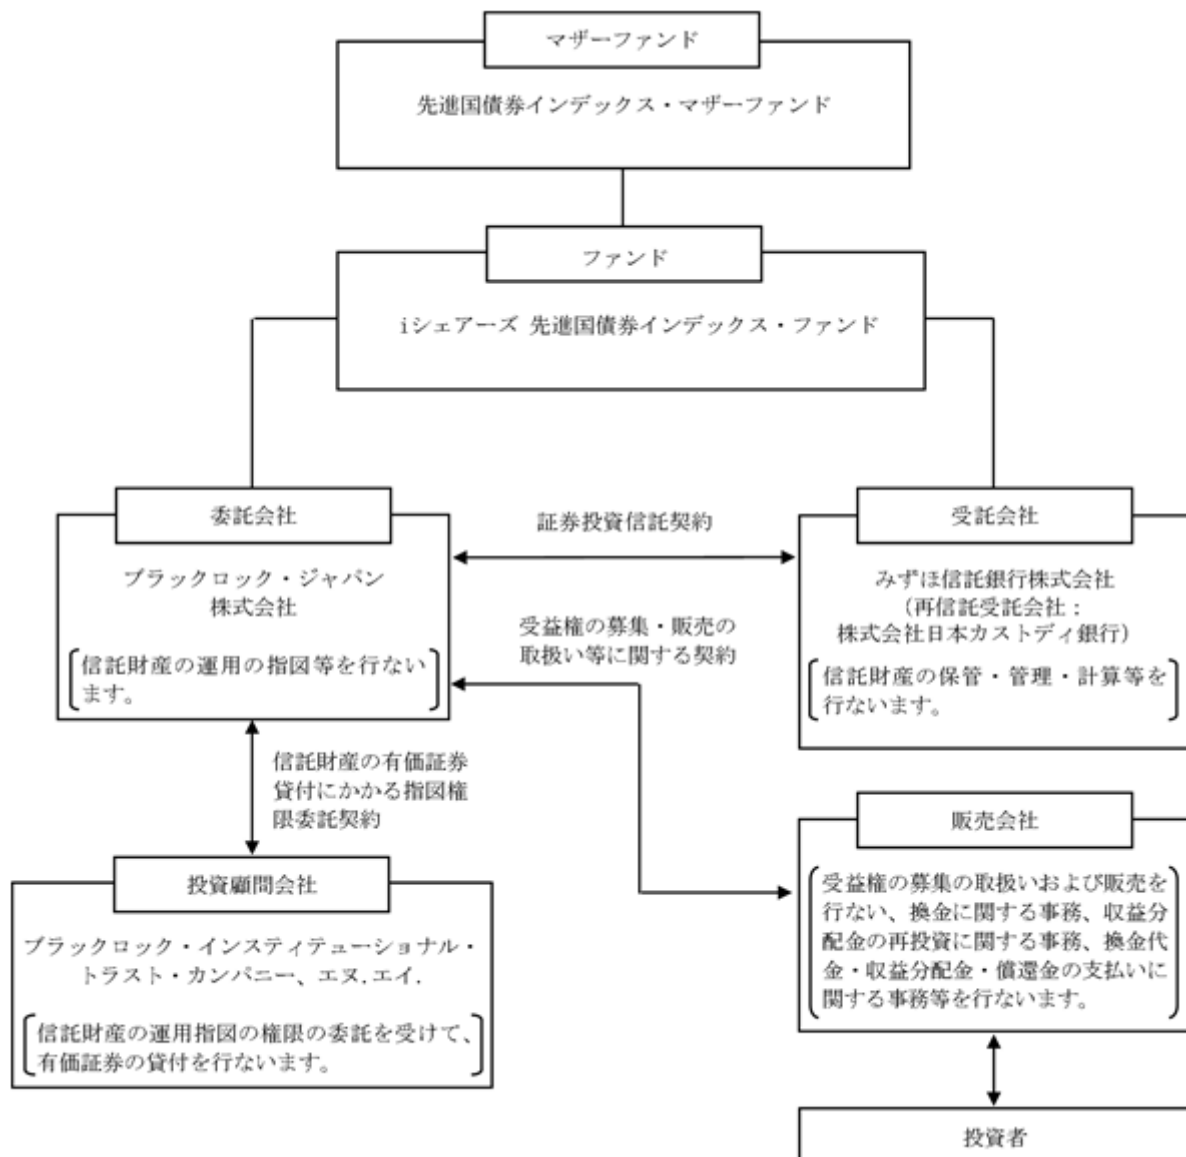 マザーファンド
先進国債券インデックス・マザーファンド
ファンド
iシェアーズ 先進国債券インデックス・ファンド
委託会社
ブラックロック・ジャパン
株式会社
信託財産の運用の指図等を行ない
ます。
証券投資信託契約
受益権の募集・販売の
取扱い等に関する契約
受託会社
みずほ信託銀行株式会社
（再信託受託会社：
株式会社日本カストディ銀行）
信託財産の保管・管理・計算等を
行ないます。
信託財産の有価証券
貸付にかかる指図権
限委託契約
投資顧問会社
ブラックロック・インスティテューショナル・
トラスト・カンパニー、エヌ.エイ.
信託財産の運用指図の権限の委託を受けて、
有価証券の貸付を行ないます。
販売会社
受益権の募集の取扱いおよび販売を
行ない、換金に関する事務、収益分
配金の再投資に関する事務、換金代
金・収益分配金・償還金の支払いに
関する事務等を行ないます。
投資者